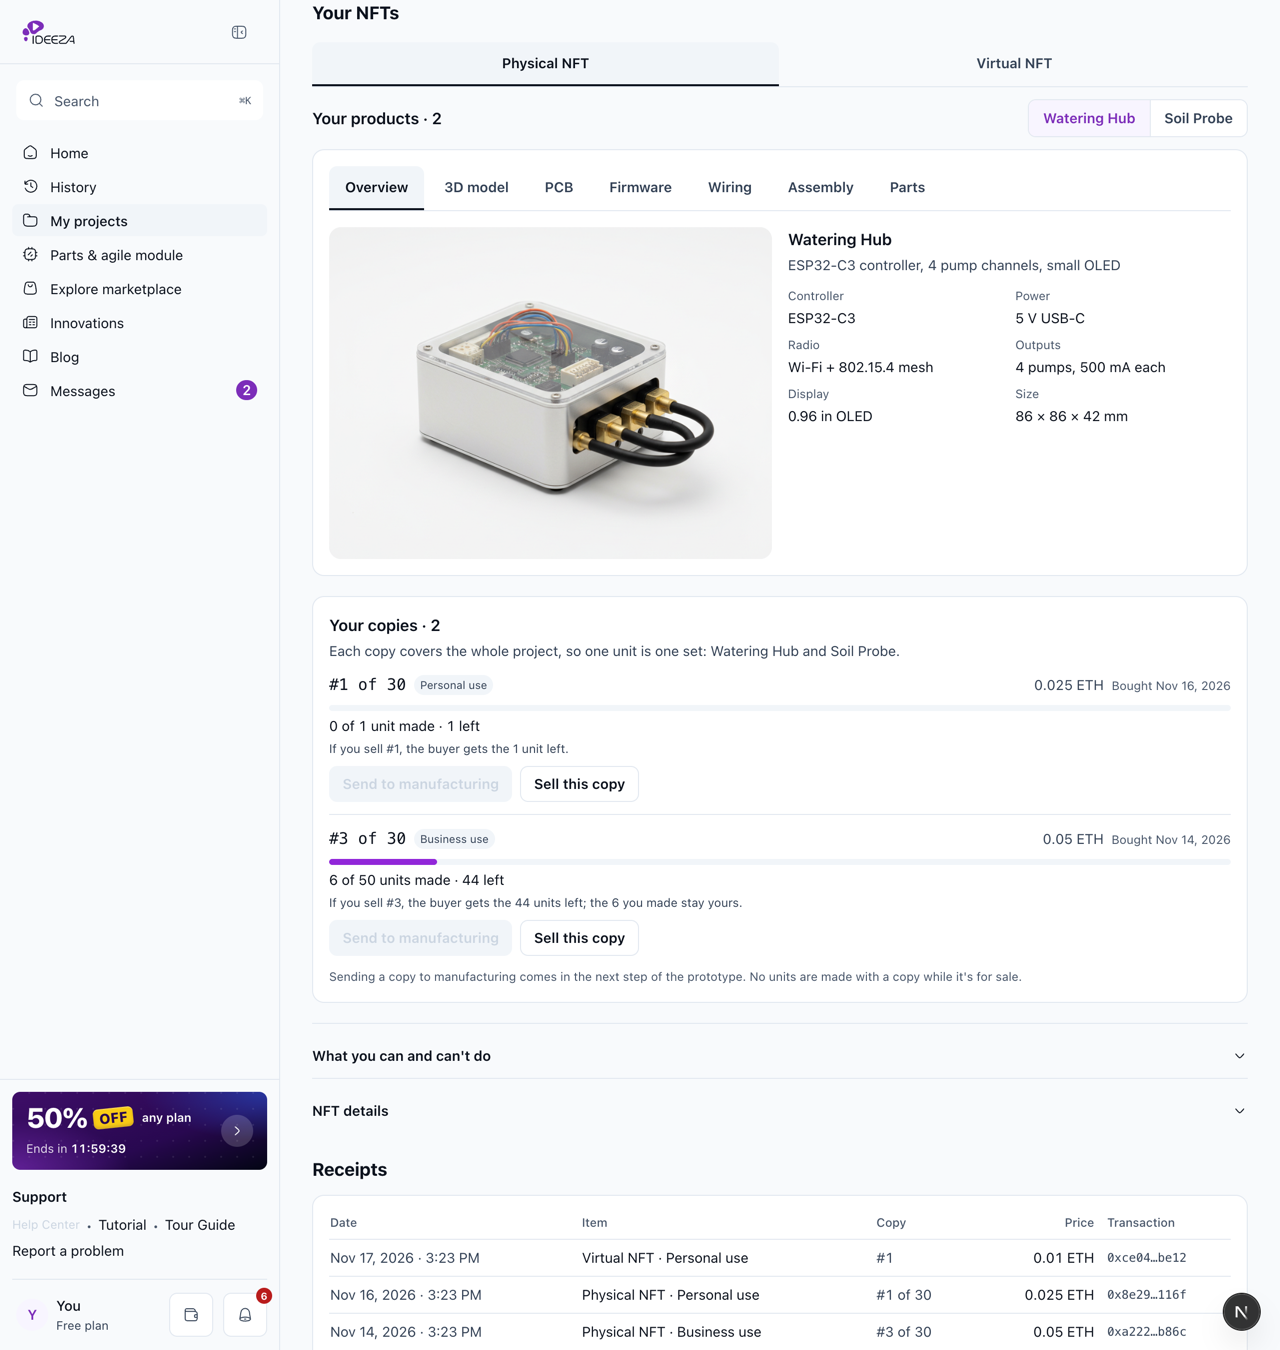 Your NFTs
IDEEZA
Physical NFT
Virtual NFT
Search
⌘K
Your products · 2
Watering Hub
Soil Probe
Home
History
My projects
Parts & agile module
Explore marketplace
Innovations
Blog
Messages
2
Overview
3D model
PCB
Firmware
Wiring
Assembly
Parts
Watering Hub
ESP32-C3 controller, 4 pump channels, small OLED
Controller
Power
ESP32-C3
5 V USB-C
Radio
Outputs
Wi-Fi + 802.15.4 mesh
4 pumps, 500 mA each
Display
Size
0.96 in OLED
86 × 86 × 42 mm
Your copies · 2
Each copy covers the whole project, so one unit is one set: Watering Hub and Soil Probe.
#1 of 30 Personal use 0.025 ETH Bought Nov 16, 2026
0 of 1 unit made · 1 left
If you sell #1, the buyer gets the 1 unit left.
Send to manufacturing
Sell this copy
#3 of 30 Business use 0.05 ETH Bought Nov 14, 2026
6 of 50 units made · 44 left
If you sell #3, the buyer gets the 44 units left; the 6 you made stay yours.
Send to manufacturing
Sell this copy
Sending a copy to manufacturing comes in the next step of the prototype. No units are made with a copy while it's for sale.
What you can and can't do
NFT details
50% OFF any plan
Ends in 11:59:39
Support
Help Center • Tutorial • Tour Guide
Report a problem
Y
You
Free plan
6
Receipts
Date Item Copy Price Transaction
Nov 17, 2026 · 3:23 PM Virtual NFT · Personal use #1 0.01 ETH 0xce04…be12
Nov 16, 2026 · 3:23 PM Physical NFT · Personal use #1 of 30 0.025 ETH 0x8e29…116f
Nov 14, 2026 · 3:23 PM Physical NFT · Business use #3 of 30 0.05 ETH 0xa222…b86c
N